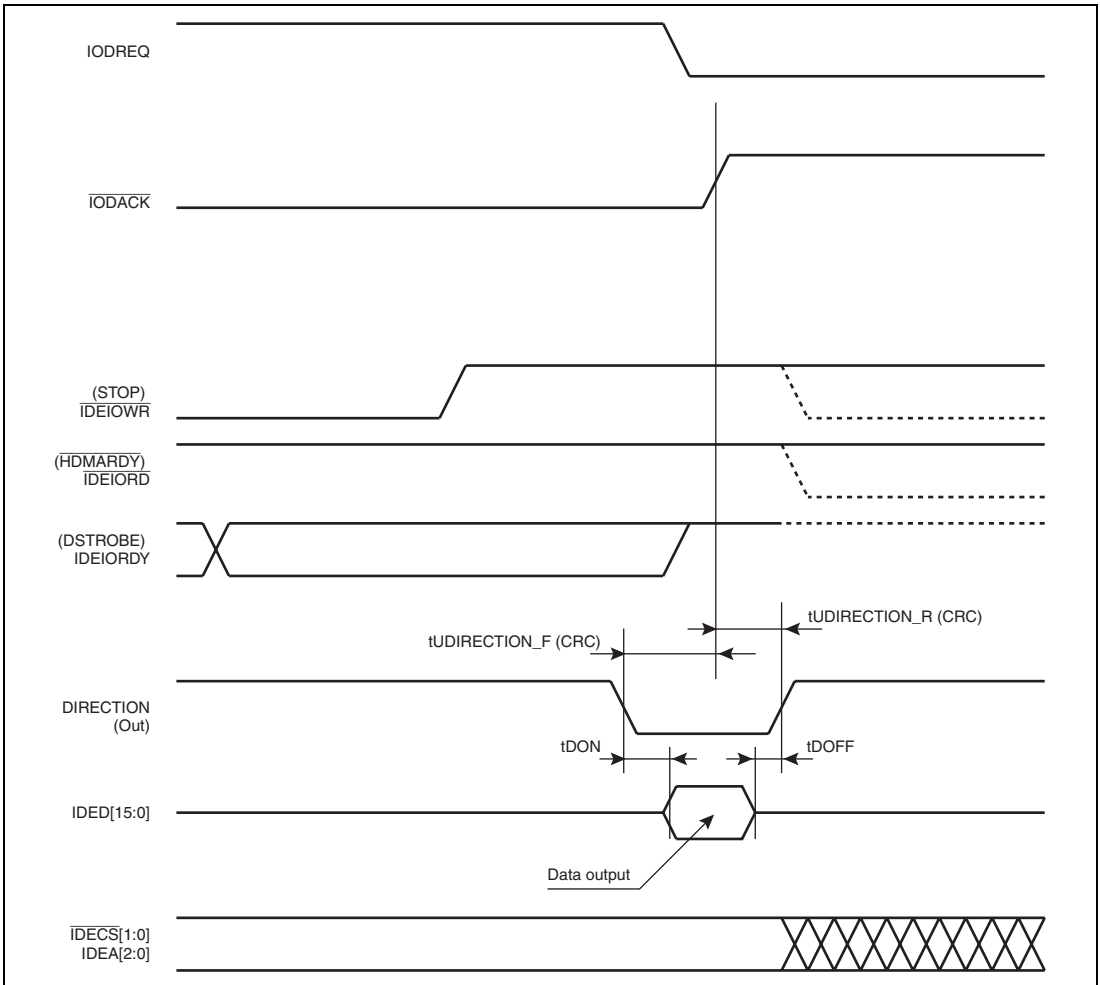 IODREQ
IODACK
(STOP)
IDEIOWR
(HDMARDY)
IDEIORD
(DSTROBE)
IDEIORDY
tUDIRECTION_R (CRC)
tUDIRECTION_F (CRC)
DIRECTION
(Out)
tDON
tDOFF
IDED[15:0]
Data output
IDECS[1:0]
IDEA[2:0]